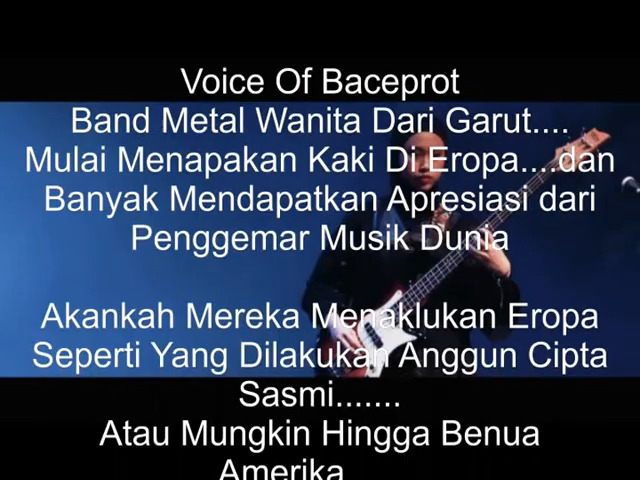 Voice Of Baceprot
Band Metal Wanita Dari Garut....
Mulai Menapakan Kaki Di Eropa....dan
Banyak Mendapatkan Apresiasi dari
Penggemar Musik Dunia
Akankah Mereka Menaklukan Eropa
Seperti Yang Dilakukan Anggun Cipta
Sasmi.......
Atau Mungkin Hingga Benua
Amerika